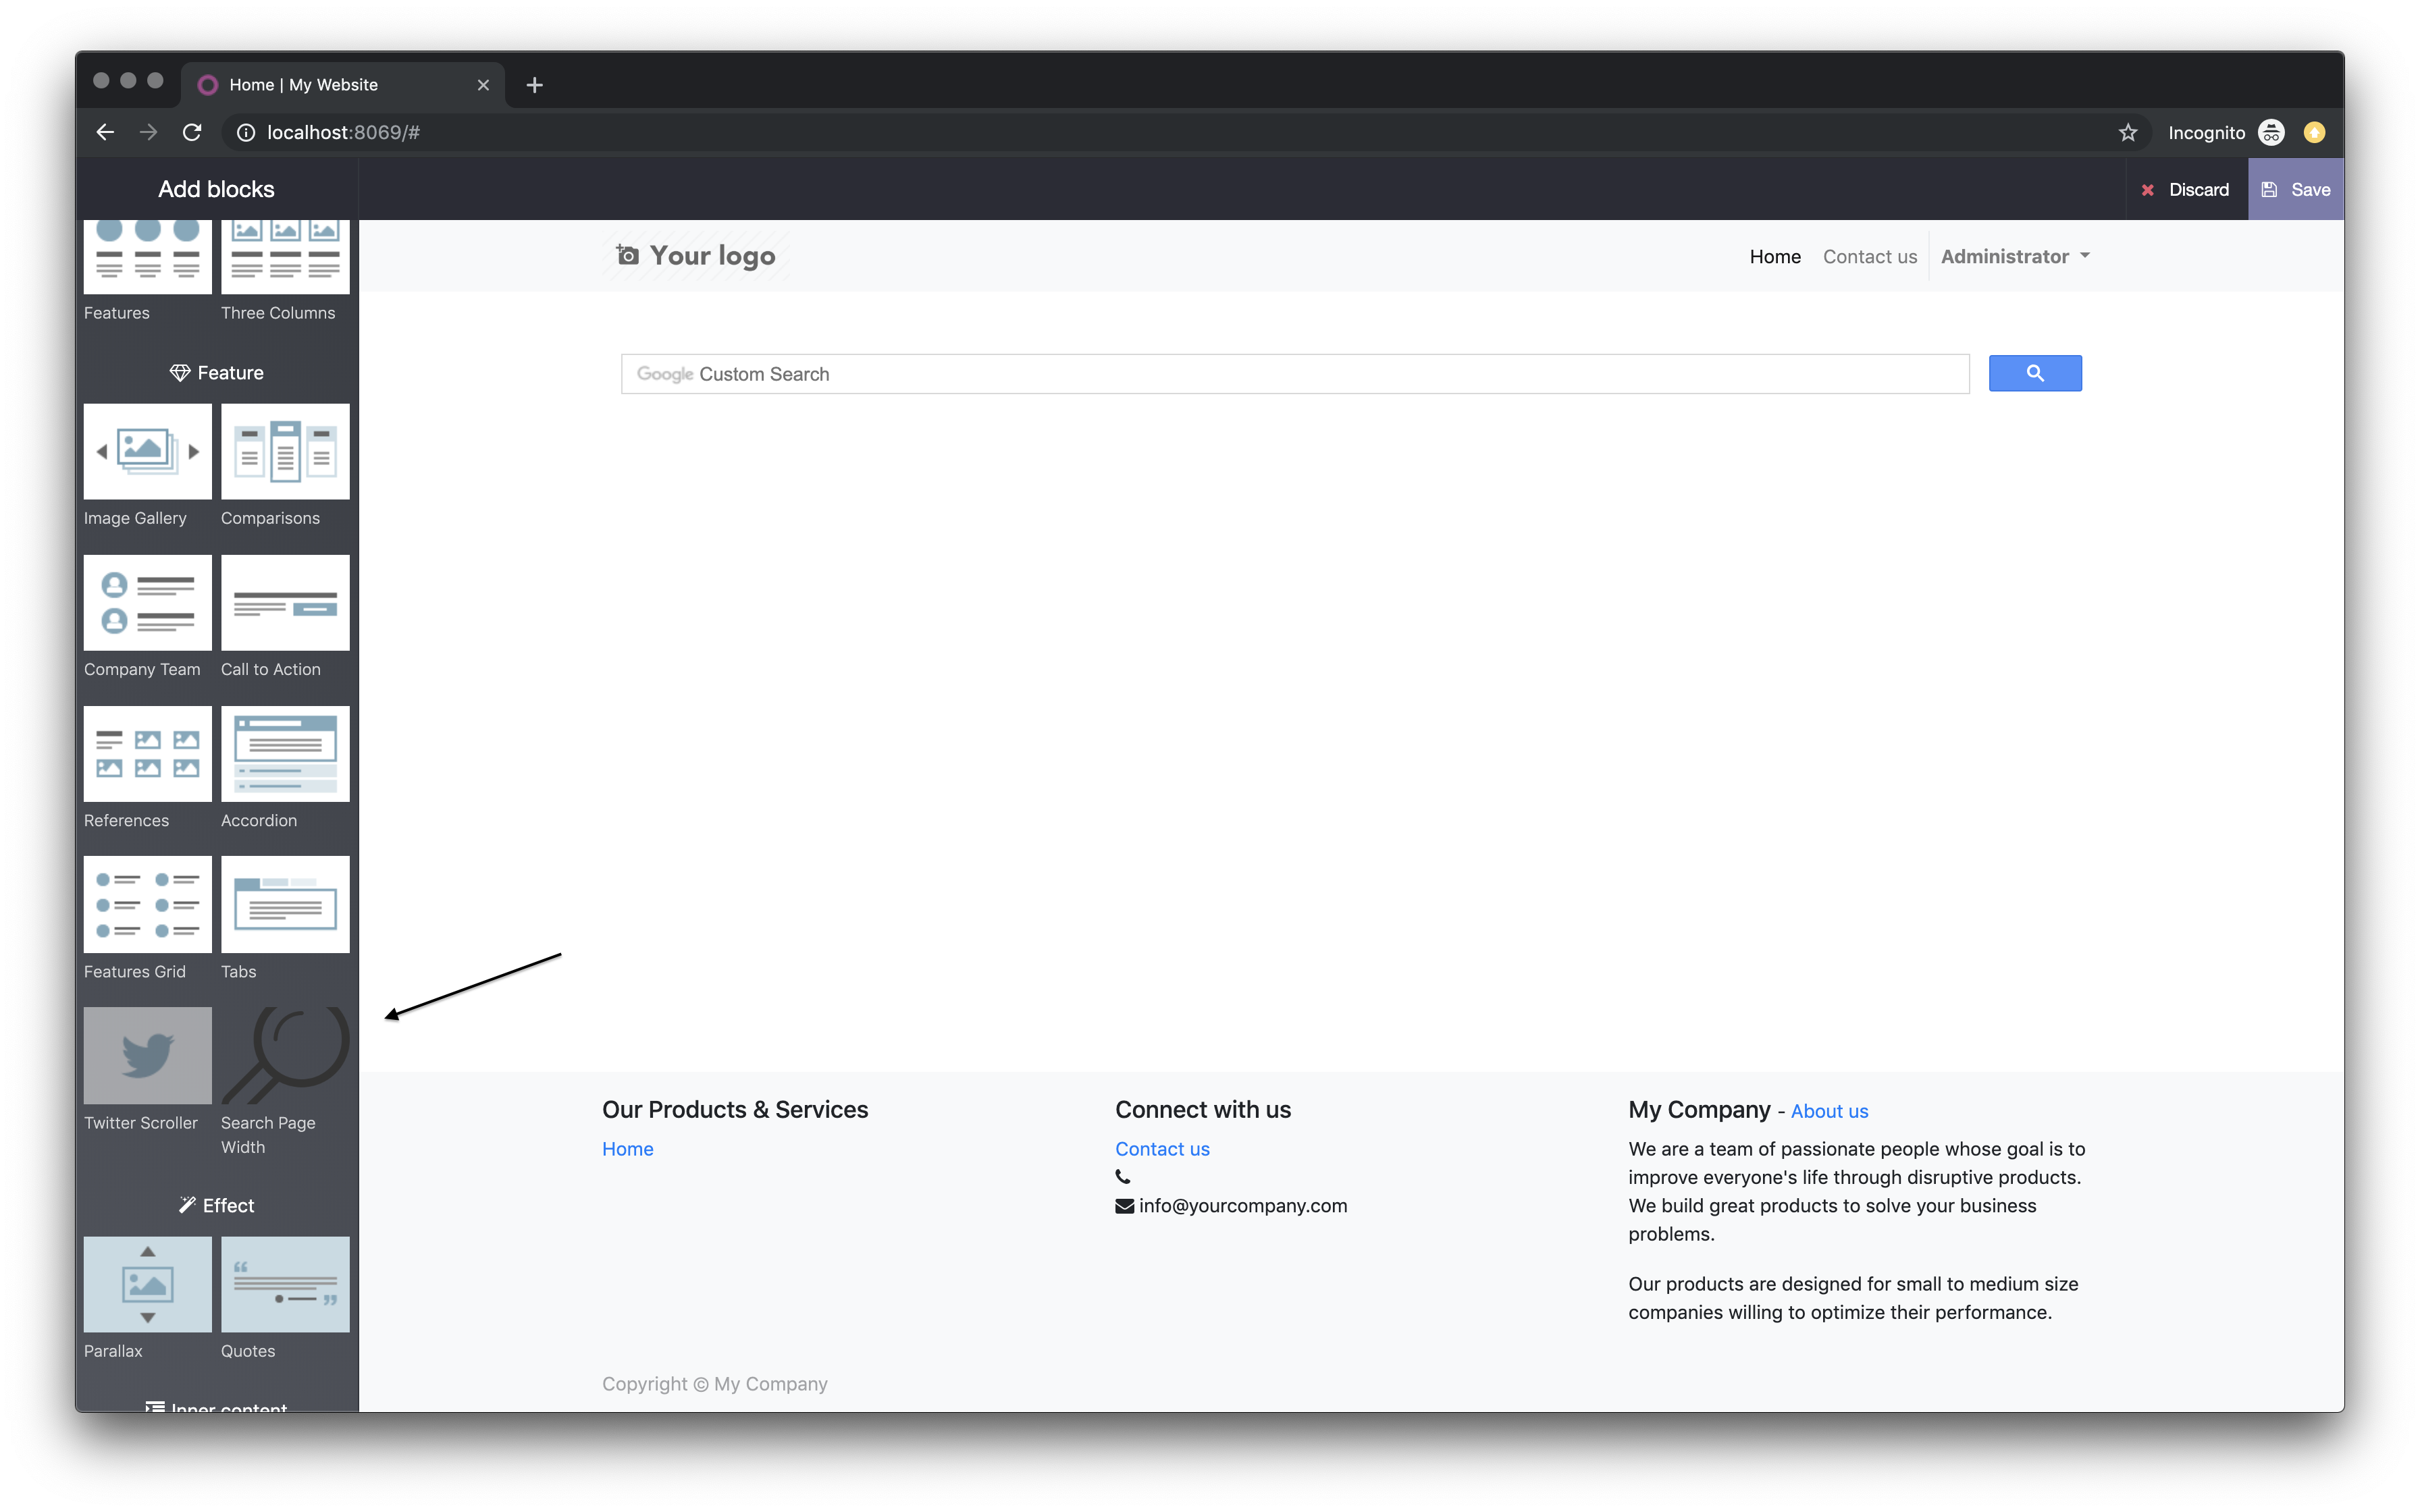 Home | My Website
localhost:8069/#
Incognito
Add blocks
Discard
Save
Features
Three Columns
Feature
Image Gallery
Comparisons
Company Team
Call to Action
References
Accordion
Features Grid
Tabs
Twitter Scroller
Search Page
Width
Effect
Parallax
Quotes
Inner content
Your logo
Home
Contact us
Administrator
Google Custom Search
Our Products & Services
Home
Connect with us
Contact us
info@yourcompany.com
My Company - About us
We are a team of passionate people whose goal is to
improve everyone's life through disruptive products.
We build great products to solve your business
problems.
Our products are designed for small to medium size
companies willing to optimize their performance.
Copyright © My Company